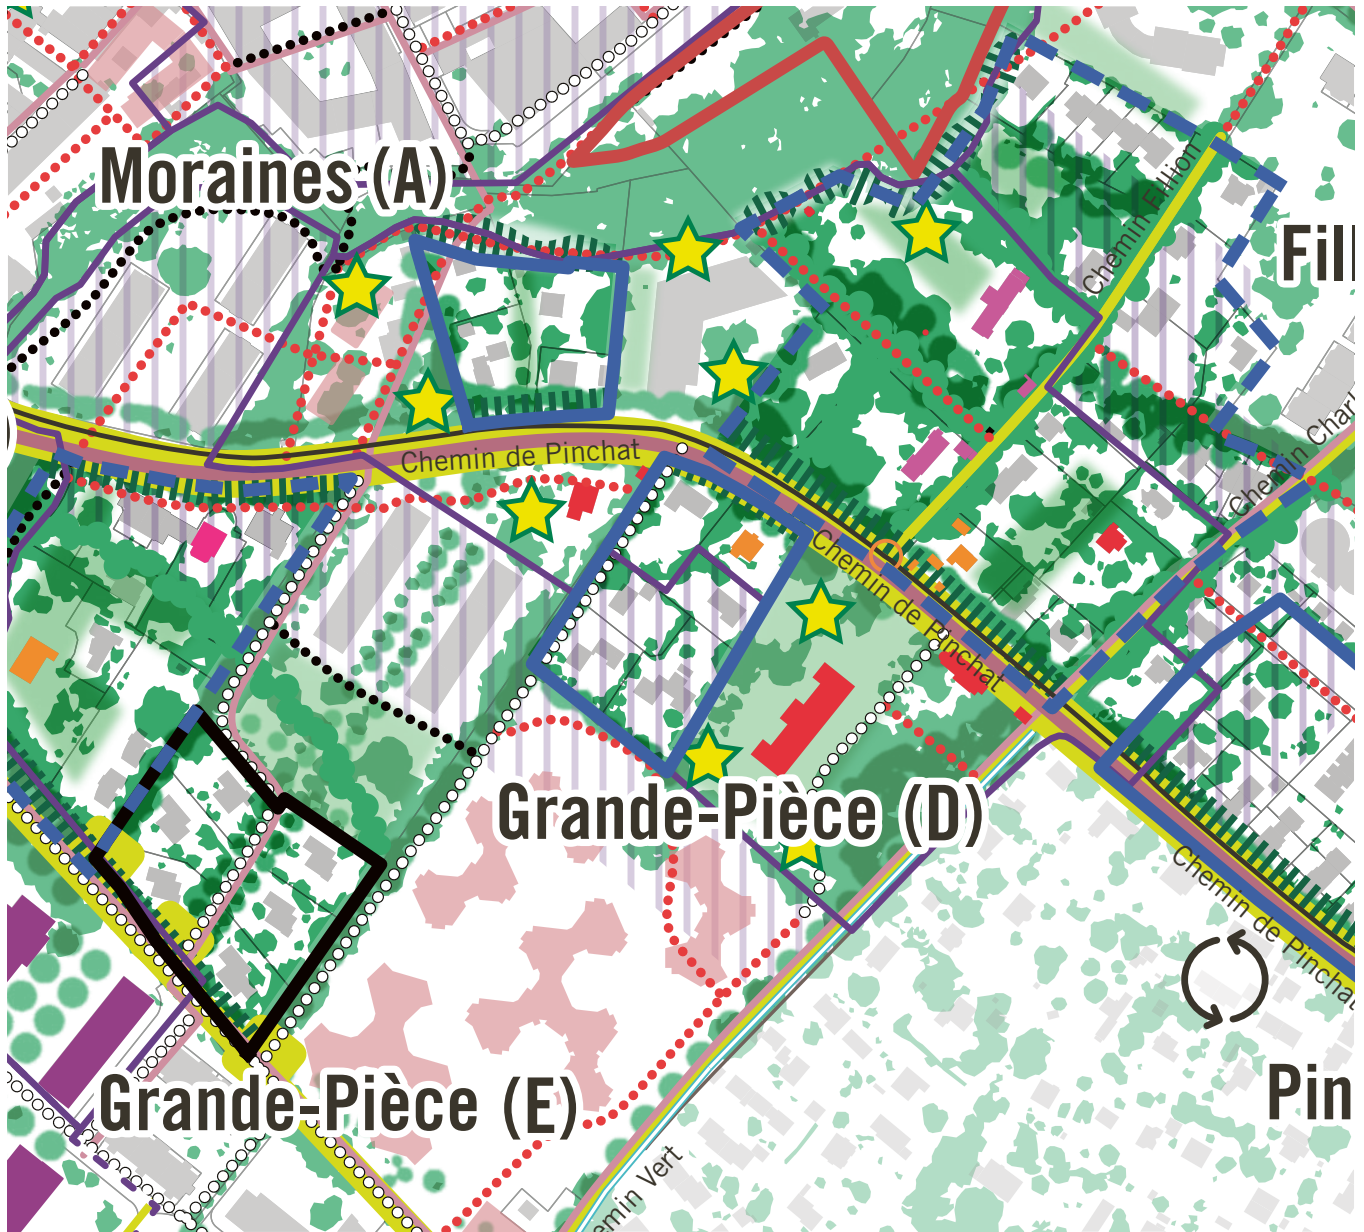 Moraines (A)
Chemin Fillion
Fill
Chemin de Pinchat
Chemin Charl
)
Chemin de Pinchat
Grande-Pièce (D)
Chemin de Pinchat
Grande-Pièce (E)
Pin
emin Vert